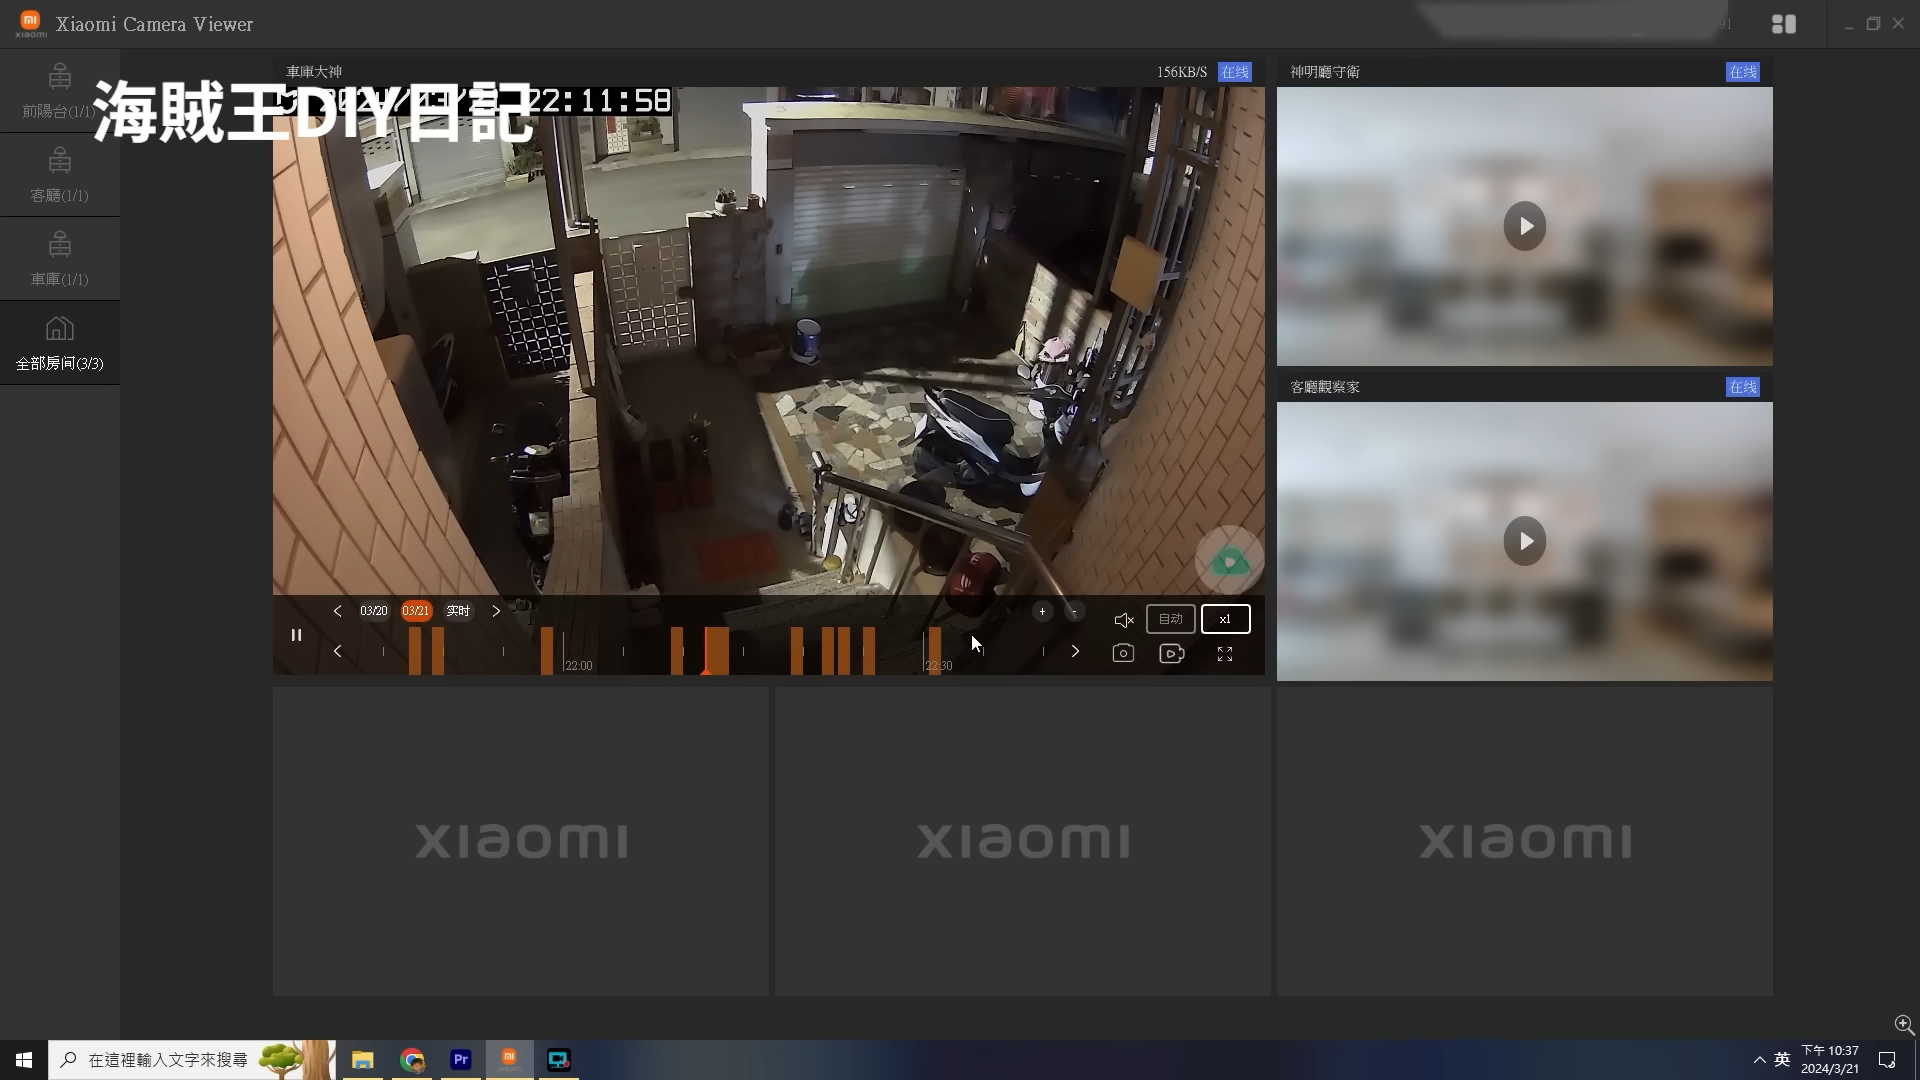 Xiaomi Camera Viewer
xiaomi
前陽台(1/1)
客廳(1/1)
車庫(1/1)
全部房间(3/3)
海賊王DIY日記
車庫大神
156KB/S
在线
22:11:58
03/20
03/21
实时
+
-
自动
x1
22:00
22:30
神明廳守衛
在线
客廳觀察家
在线
xiaomi
xiaomi
xiaomi
在這裡輸入文字來搜尋
Pr
英
下午 10:37
2024/3/21